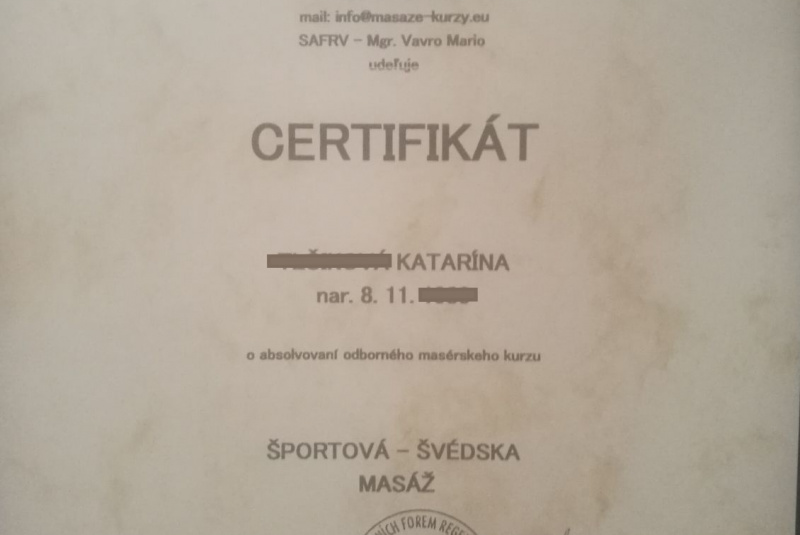 mail: info@masaze-kurzy.eu
SAFRV - Mgr. Vavro Mario
udeľuje
CERTIFIKÁT
KATARÍNA
nar. 8. 11.
o absolvovaní odborného masérskeho kurzu
ŠPORTOVÁ - ŠVÉDSKA
MASÁŽ
FOREM